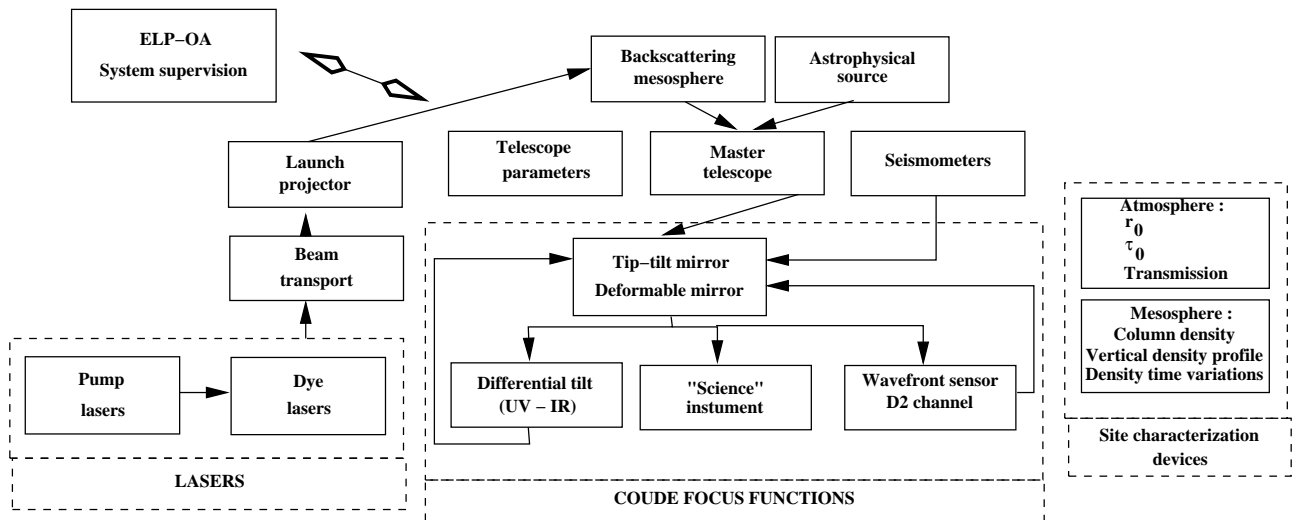 ELP–OA
System supervision
Backscattering
mesosphere
Astrophysical
source
Launch
projector
Telescope
parameters
Master
telescope
Seismometers
Beam
transport
Tip–tilt mirror
Deformable mirror
Atmosphere :
r0
τ0
Transmission
Mesosphere :
Column density
Vertical density profile
Density time variations
Pump
lasers
Dye
lasers
Differential tilt
(UV – IR)
"Science"
instument
Wavefront sensor
D2 channel
Site characterization
devices
LASERS
COUDE FOCUS FUNCTIONS